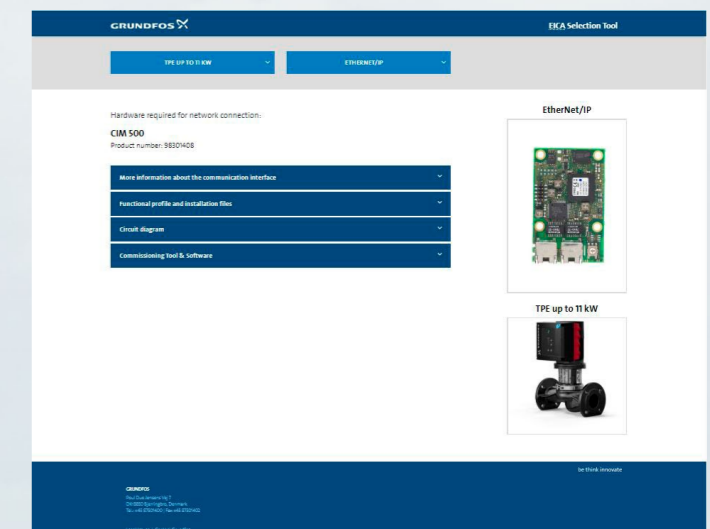 GRUNDFOS
EICA Selection Tool
TPE UP TO 11 KW
ETHERNET/IP
Hardware required for network connection:
CIM 500
Product number: 98301408
More information about the communication interface
Functional profile and installation files
Circuit diagram
Commissioning Tool & Software
EtherNet/IP
TPE up to 11 kW
be think innovate
GRUNDFOS